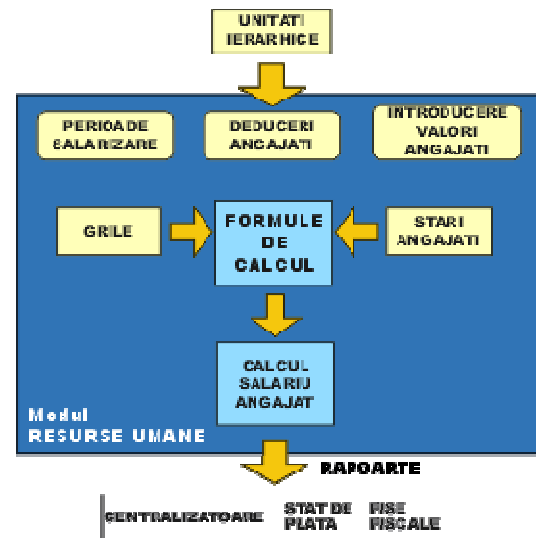 UNITATI
IERARHICE
PERIOADE
SALARIZARE
DEDUCERI
ANGAJATI
INTRODUCERE
VALORI
ANGAJATI
GRILE
FORMULE
DE
CALCUL
STARI
ANGAJATI
CALCUL
SALARIU
ANGAJAT
Modul
RESURSE UMANE
RAPOARTE
CENTRALIZATOARE
STAT DE
PLATA
FISE
FISCALE